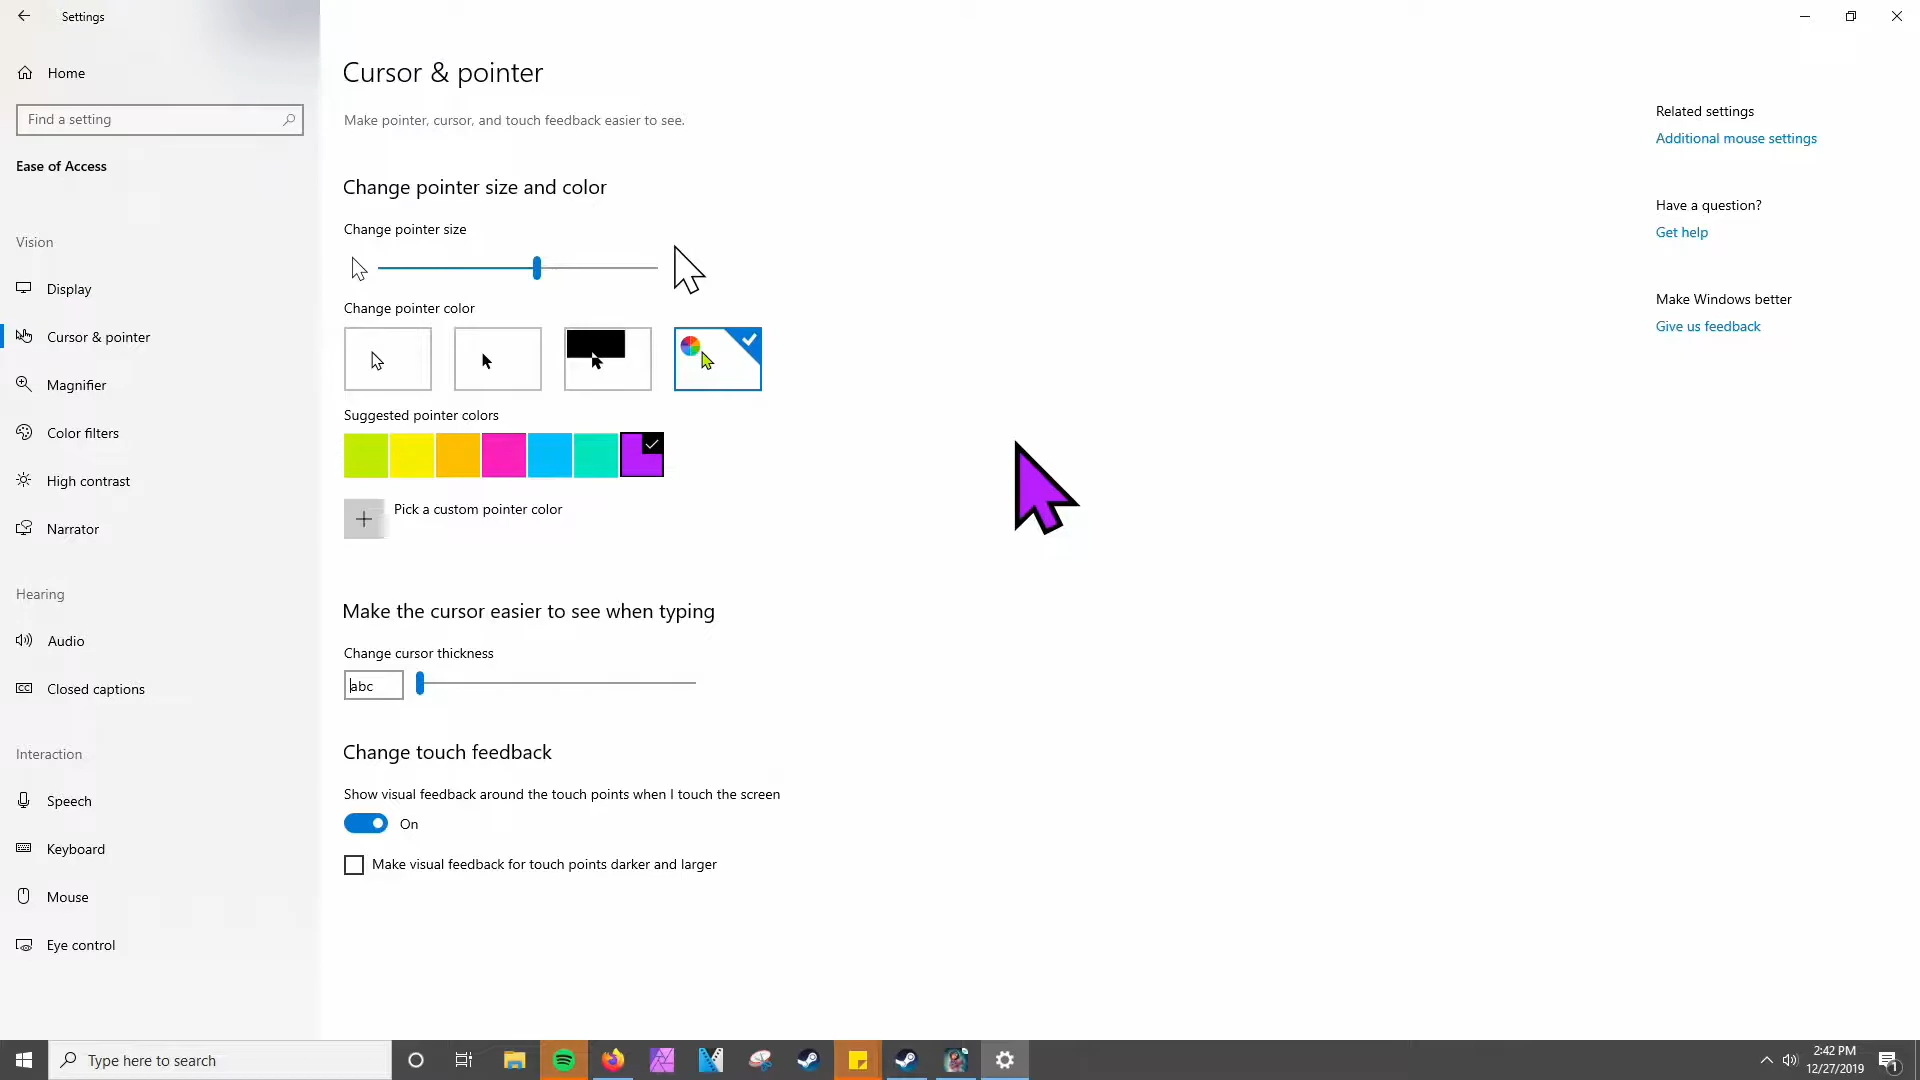 Settings
Home
Find a setting
Ease of Access
Vision
Display
Cursor & pointer
Magnifier
Color filters
High contrast
Narrator
Hearing
Audio
Closed captions
Interaction
Speech
Keyboard
Mouse
Eye control
Cursor & pointer
Make pointer, cursor, and touch feedback easier to see.
Change pointer size and color
Change pointer size
Change pointer color
Suggested pointer colors
Pick a custom pointer color
Make the cursor easier to see when typing
Change cursor thickness
abc
Change touch feedback
Show visual feedback around the touch points when I touch the screen
On
Make visual feedback for touch points darker and larger
Related settings
Additional mouse settings
Have a question?
Get help
Make Windows better
Give us feedback
Type here to search
2:42 PM
12/27/2019
1